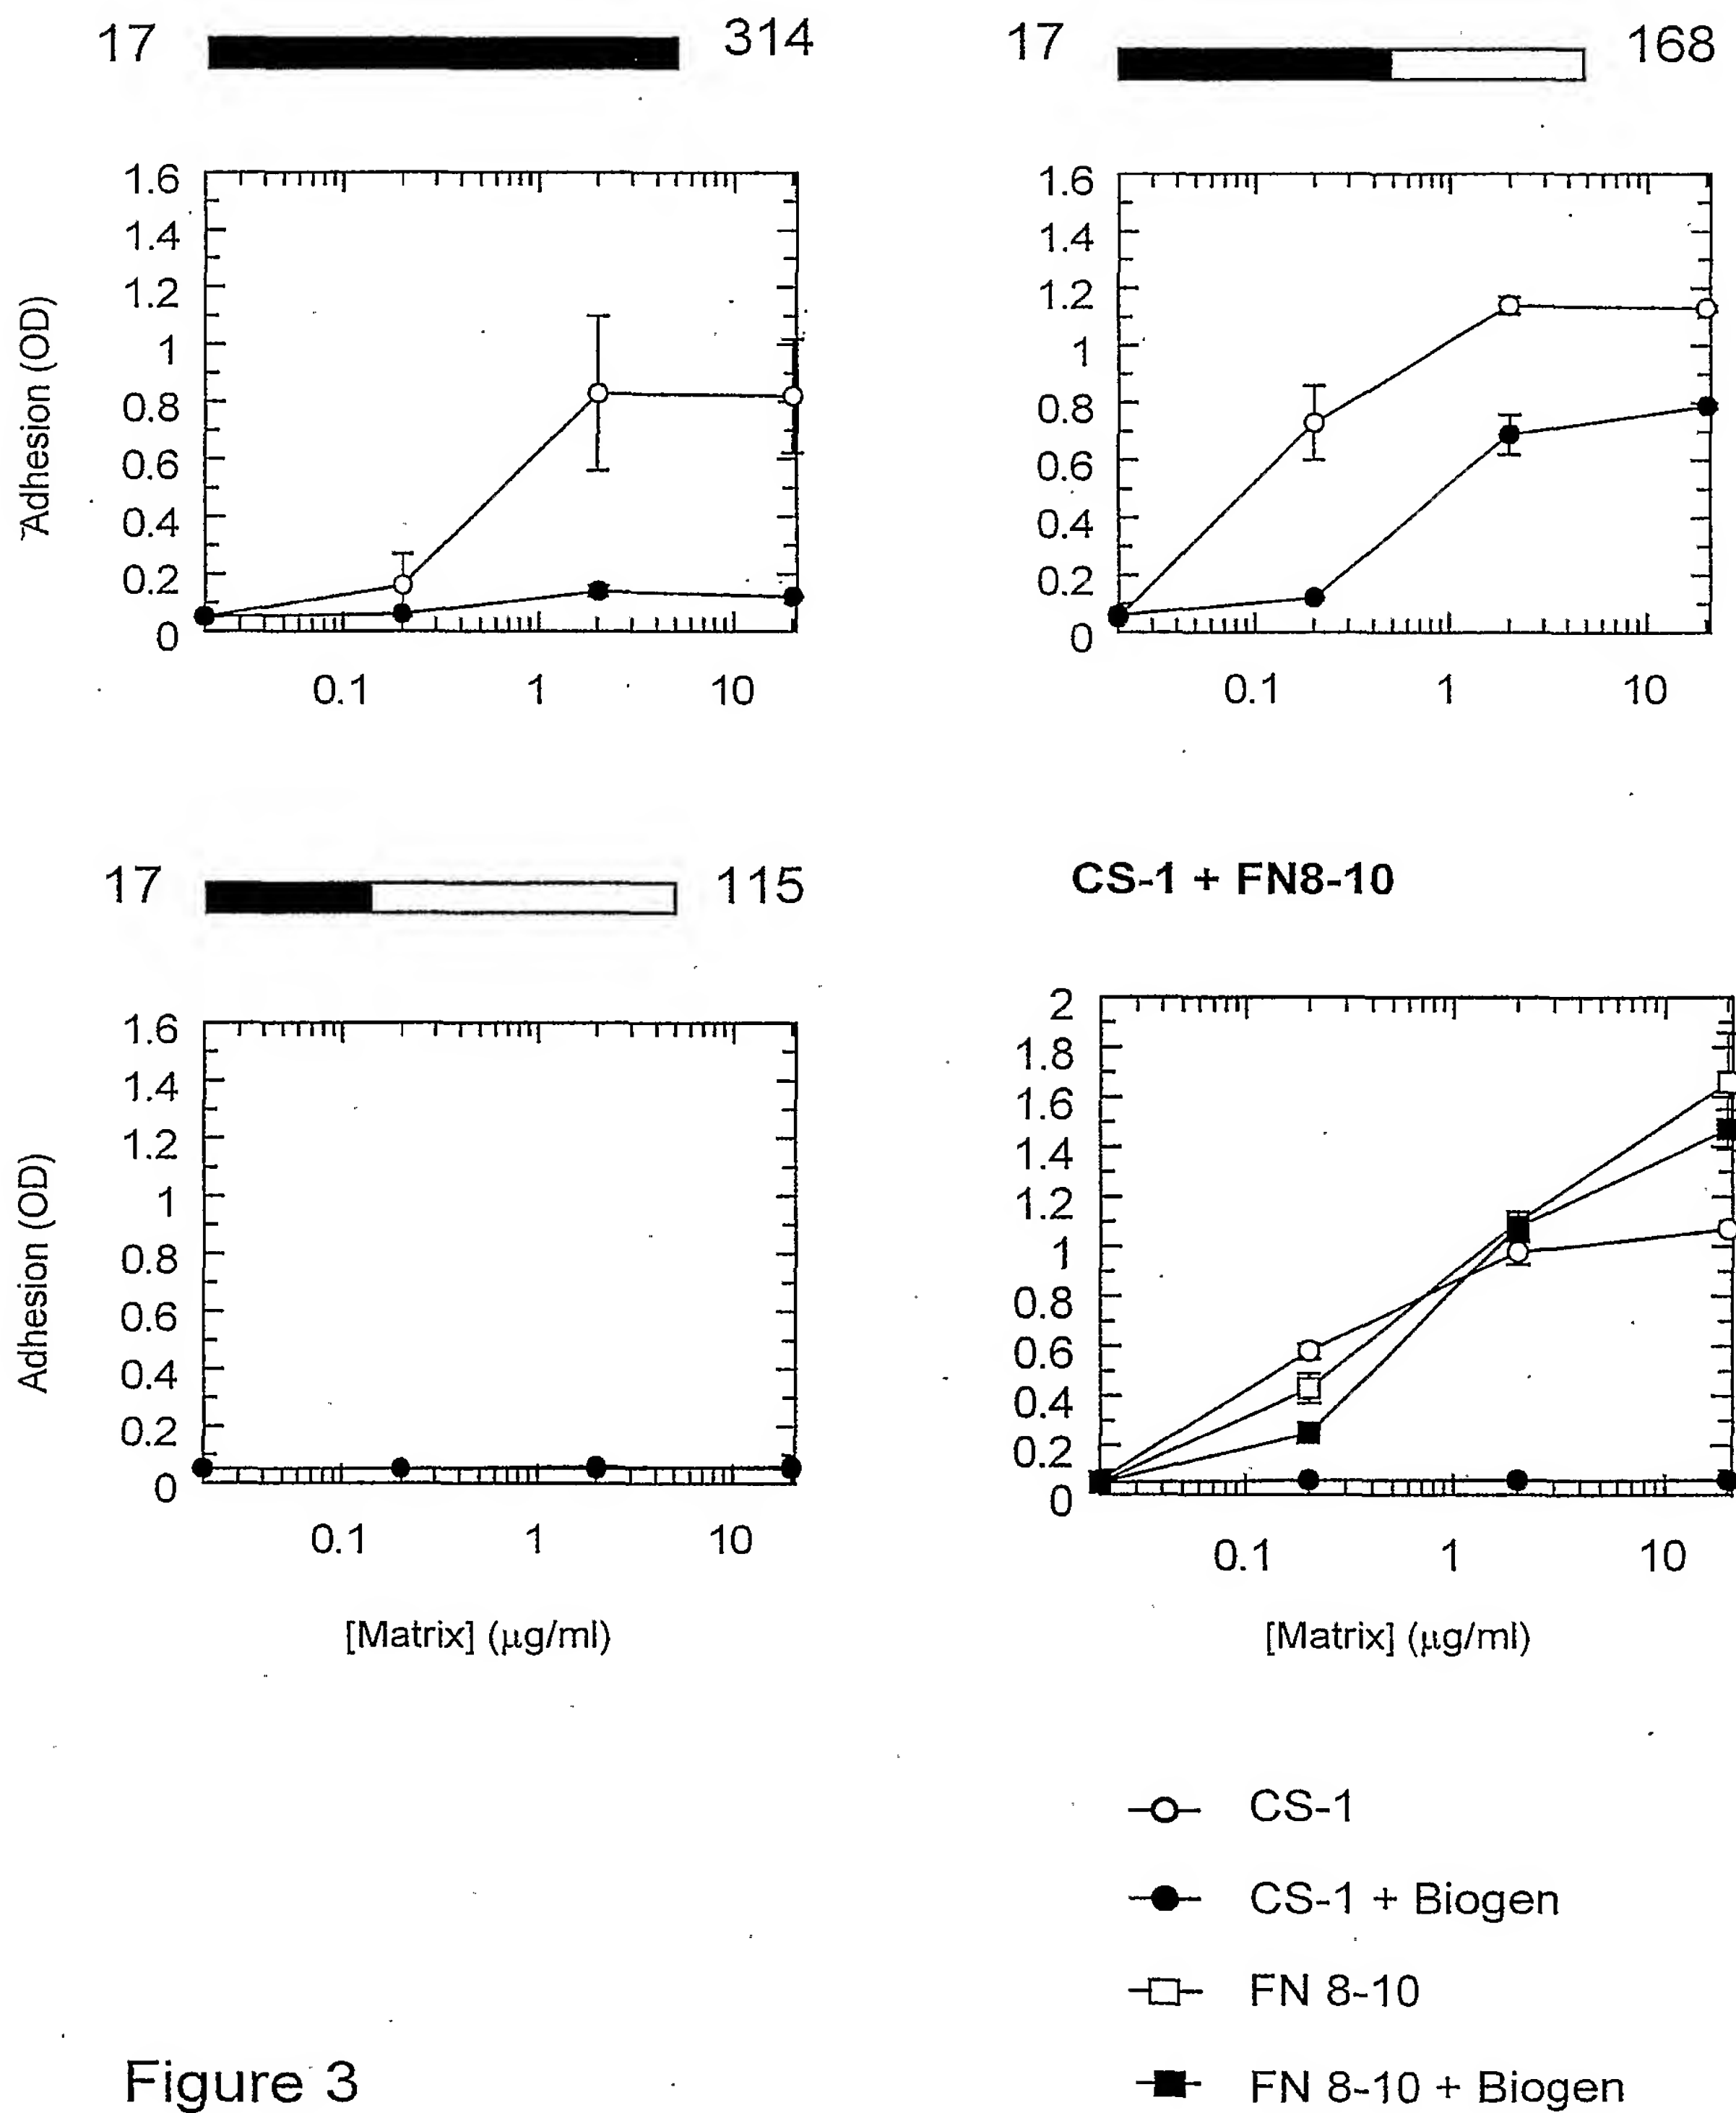 17 314
1.6
1.4
1.2
1
0.8
0.6
0.4
0.2
0
Adhesion (OD)
0.1 1 10
17 168
1.6
1.4
1.2
1
0.8
0.6
0.4
0.2
0
0.1 1 10
17 115
1.6
1.4
1.2
1
0.8
0.6
0.4
0.2
0
Adhesion (OD)
0.1 1 10
[Matrix] (μg/ml)
CS-1 + FN8-10
2
1.8
1.6
1.4
1.2
1
0.8
0.6
0.4
0.2
0
0.1 1 10
[Matrix] (μg/ml)
CS-1
CS-1 + Biogen
FN 8-10
FN 8-10 + Biogen
Figure 3